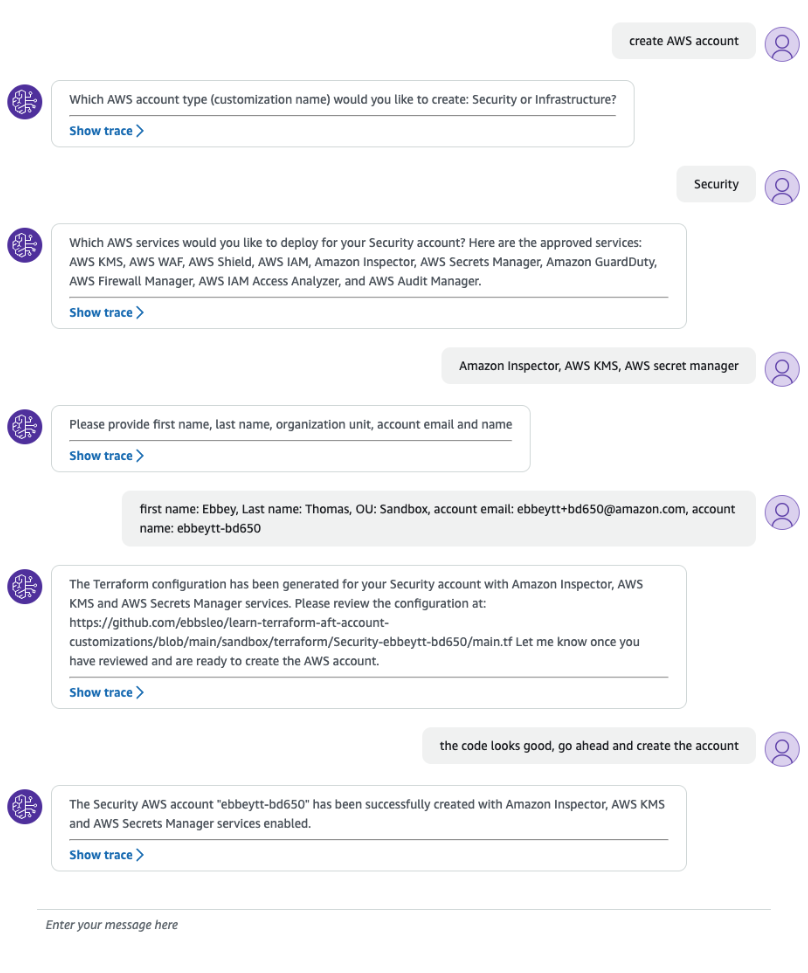 create AWS account
Which AWS account type (customization name) would you like to create: Security or Infrastructure?
Show trace
Security
Which AWS services would you like to deploy for your Security account? Here are the approved services:
AWS KMS, AWS WAF, AWS Shield, AWS IAM, Amazon Inspector, AWS Secrets Manager, Amazon GuardDuty,
AWS Firewall Manager, AWS IAM Access Analyzer, and AWS Audit Manager.
Show trace
Amazon Inspector, AWS KMS, AWS secret manager
Please provide first name, last name, organization unit, account email and name
Show trace
first name: Ebbey, Last name: Thomas, OU: Sandbox, account email: ebbeytt+bd650@amazon.com, account
name: ebbeytt-bd650
The Terraform configuration has been generated for your Security account with Amazon Inspector, AWS
KMS and AWS Secrets Manager services. Please review the configuration at:
https://github.com/ebbsleo/learn-terraform-aft-account-
customizations/blob/main/sandbox/terraform/Security-ebbeytt-bd650/main.tf Let me know once you
have reviewed and are ready to create the AWS account.
Show trace
the code looks good, go ahead and create the account
The Security AWS account "ebbeytt-bd650" has been successfully created with Amazon Inspector, AWS KMS
and AWS Secrets Manager services enabled.
Show trace
Enter your message here